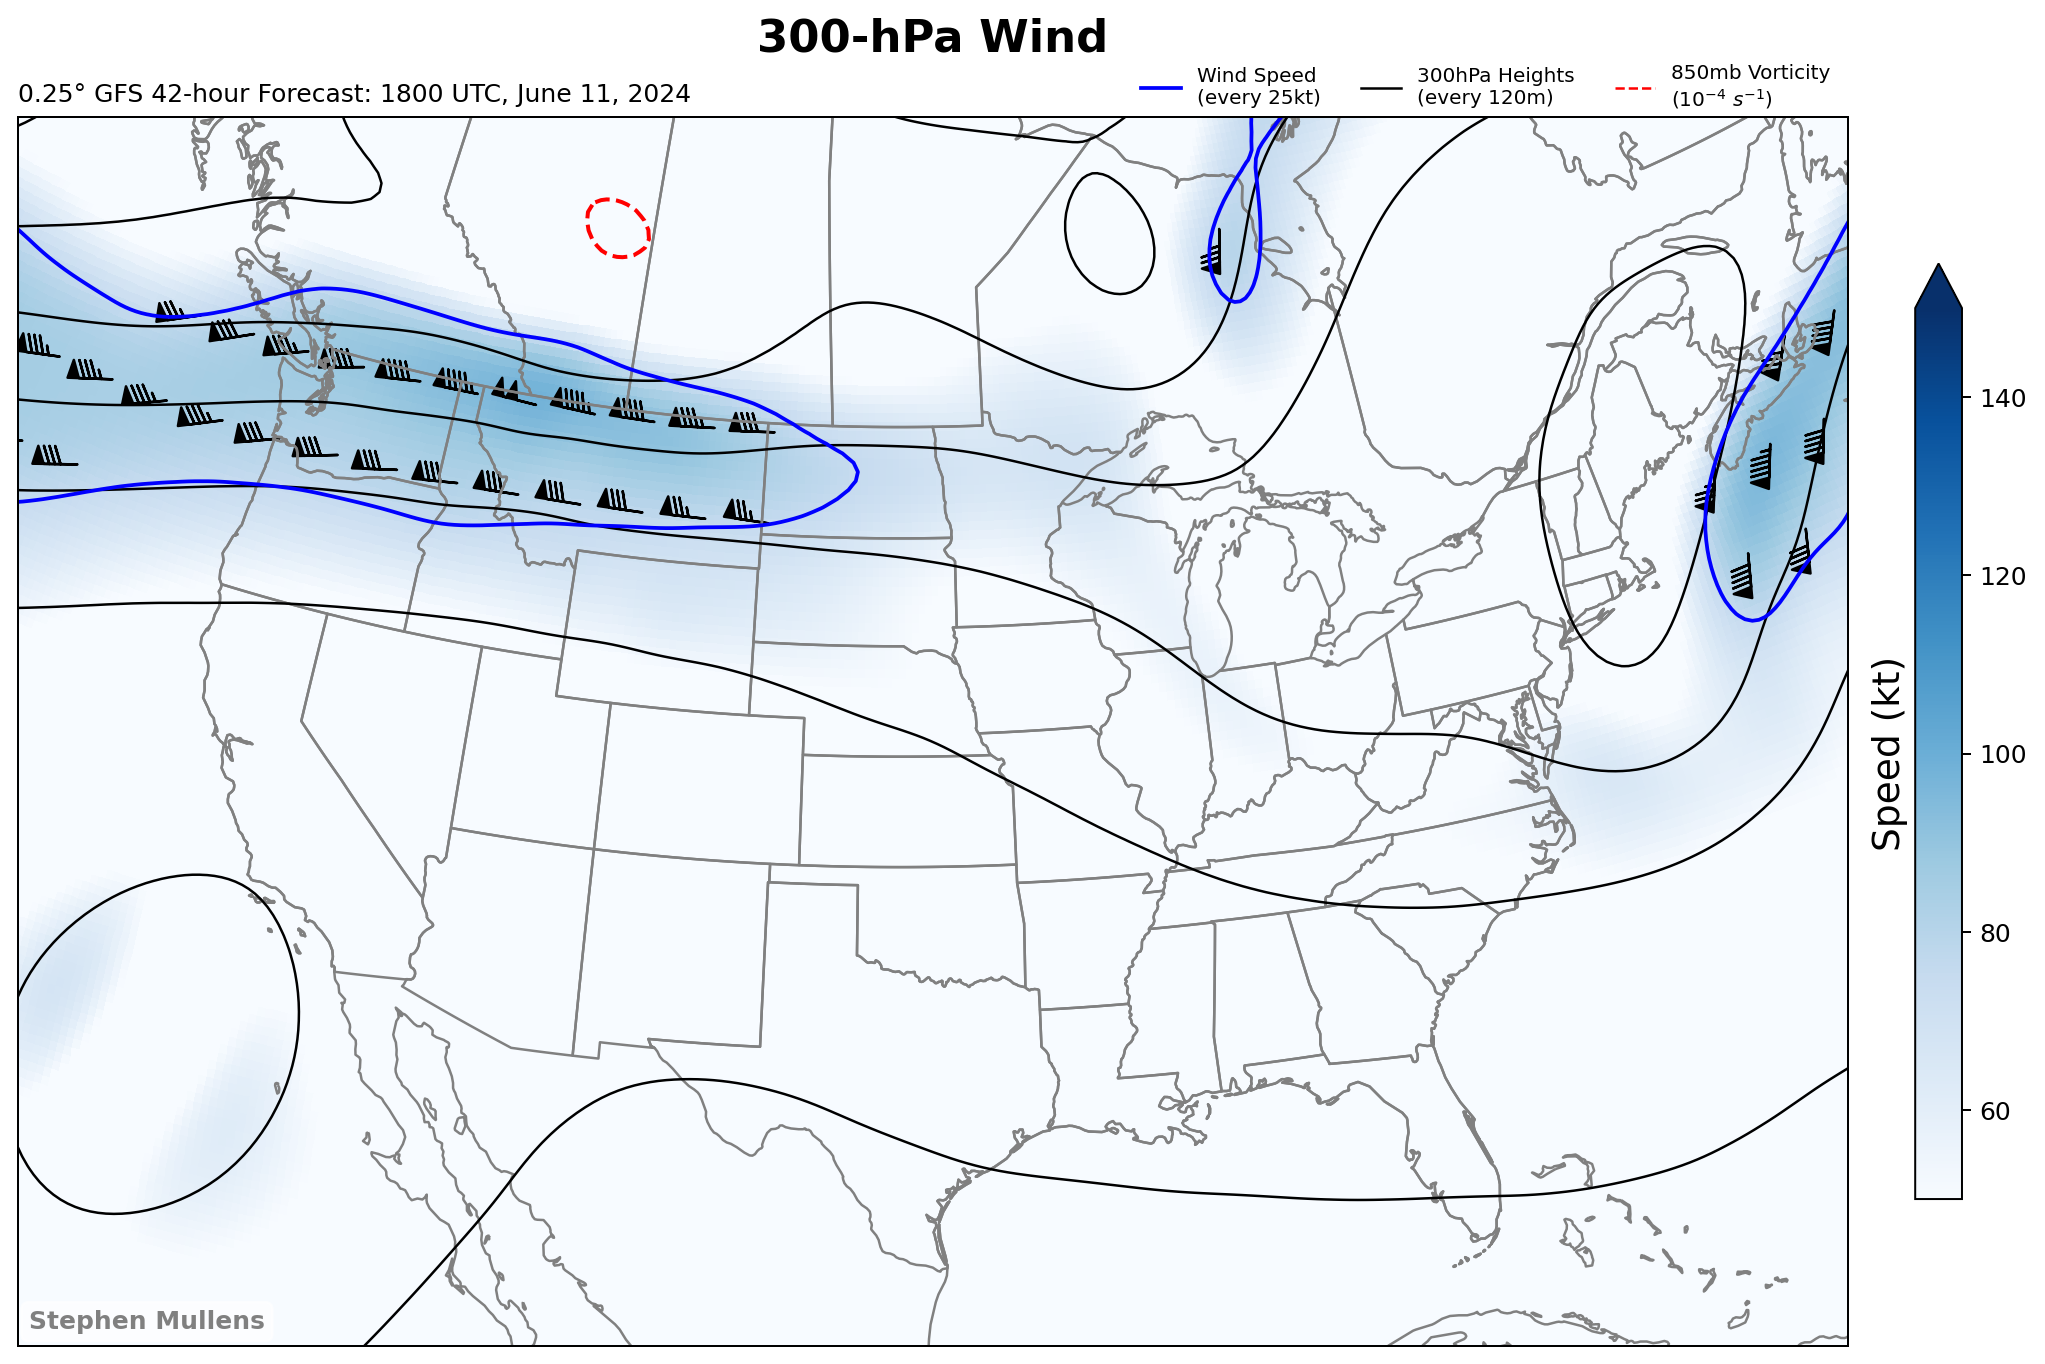 300-hPa Wind
0.25° GFS 42-hour Forecast: 1800 UTC, June 11, 2024
Wind Speed
(every 25kt)
300hPa Heights
(every 120m)
850mb Vorticity
(10⁻⁴ s⁻¹)
140
120
100
80
60
Speed (kt)
Stephen Mullens